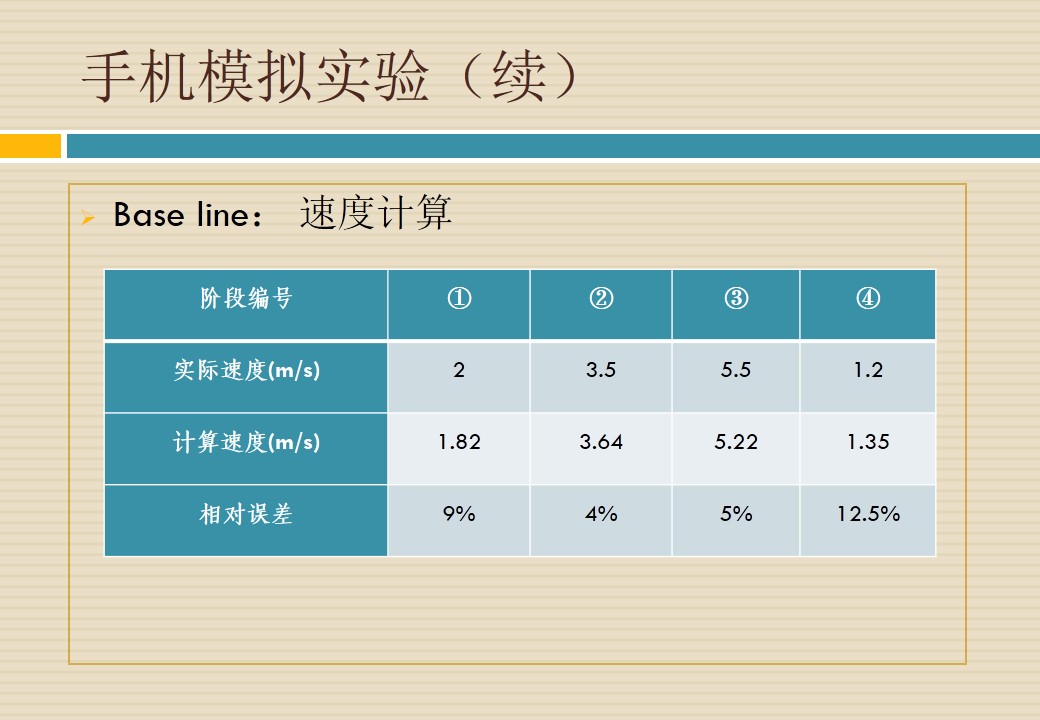 手机模拟实验（续）
Base line： 速度计算
阶段编号 ① ② ③ ④
实际速度(m/s) 2 3.5 5.5 1.2
计算速度(m/s) 1.82 3.64 5.22 1.35
相对误差 9% 4% 5% 12.5%